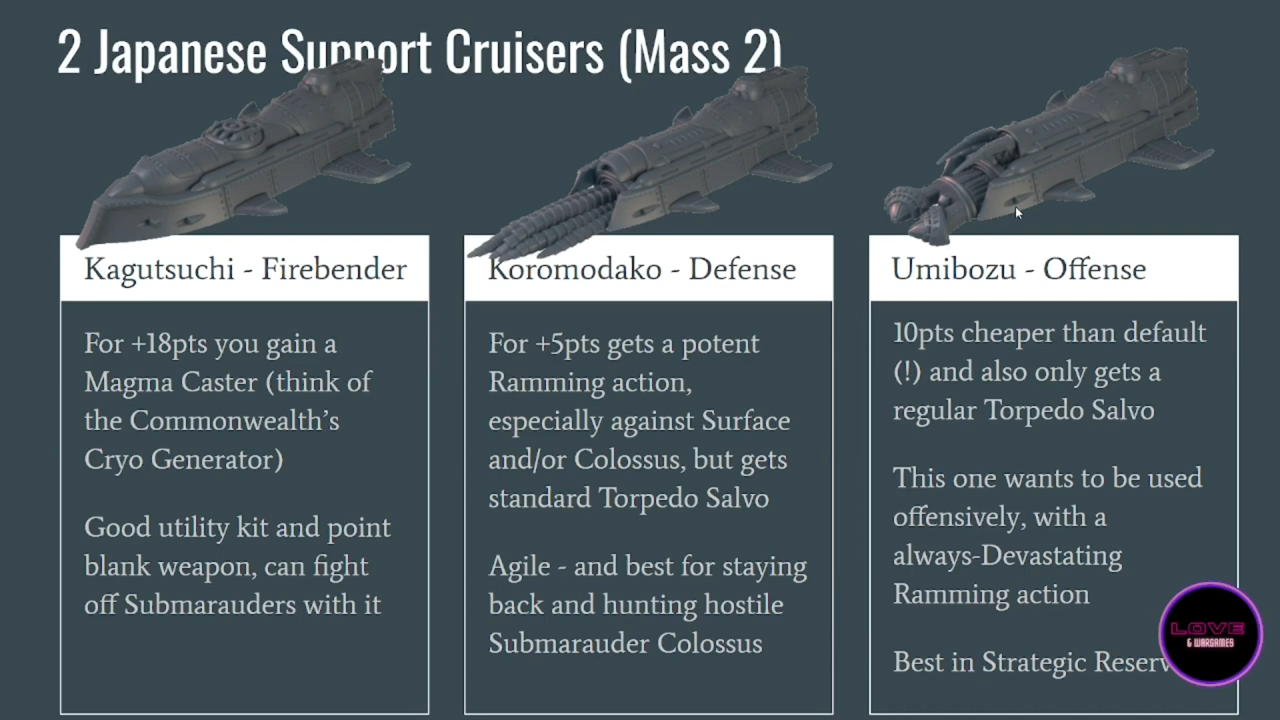 2 Japanese Support Cruisers (Mass 2)
Kagutsuchi - Firebender
For +18pts you gain a
Magma Caster (think of
the Commonwealth's
Cryo Generator)
Good utility kit and point
blank weapon, can fight
off Submarauders with it
Koromodako - Defense
For +5pts gets a potent
Ramming action,
especially against Surface
and/or Colossus, but gets
standard Torpedo Salvo
Agile - and best for staying
back and hunting hostile
Submarauder Colossus
Umibozu - Offense
10pts cheaper than default
(!) and also only gets a
regular Torpedo Salvo
This one wants to be used
offensively, with a
always-Devastating
Ramming action
Best in Strategic Reserv
LOVE
& WARGAMES